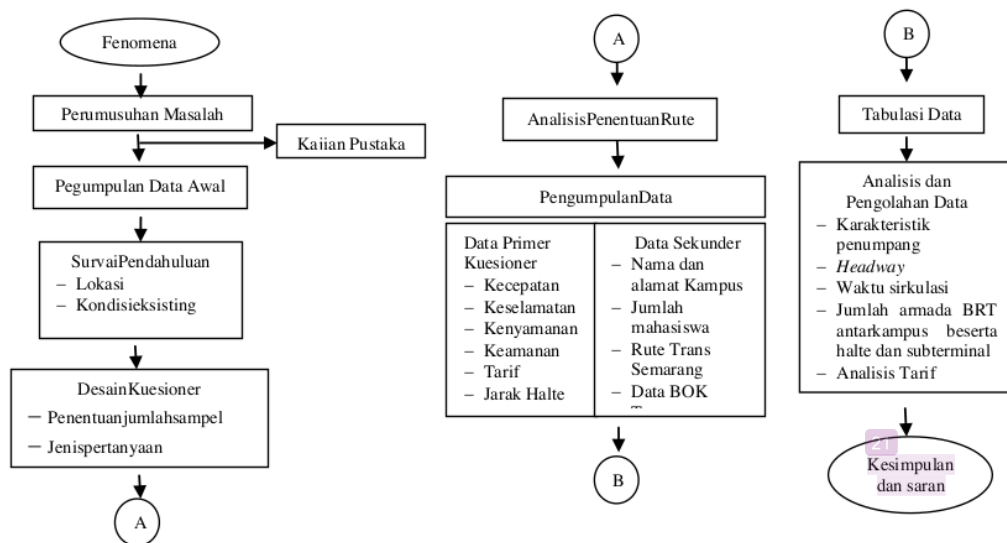 Fenomena
Perumusuhan Masalah
Kaiian Pustaka
Pegumpulan Data Awal
SurvaiPendahuluan
– Lokasi
– Kondisieksisting
DesainKuesioner
– Penentuanjumlahsampel
– Jenispertanyaan
A
A
AnalisisPenentuanRute
PengumpulanData
Data Primer
Kuesioner
– Kecepatan
– Keselamatan
– Kenyamanan
– Keamanan
– Tarif
– Jarak Halte
Data Sekunder
– Nama dan
alamat Kampus
– Jumlah
mahasiswa
– Rute Trans
Semarang
– Data BOK
B
B
Tabulasi Data
Analisis dan
Pengolahan Data
– Karakteristik
penumpang
– Headway
– Waktu sirkulasi
– Jumlah armada BRT
antarkampus beserta
halte dan subterminal
– Analisis Tarif
21
Kesimpulan
dan saran